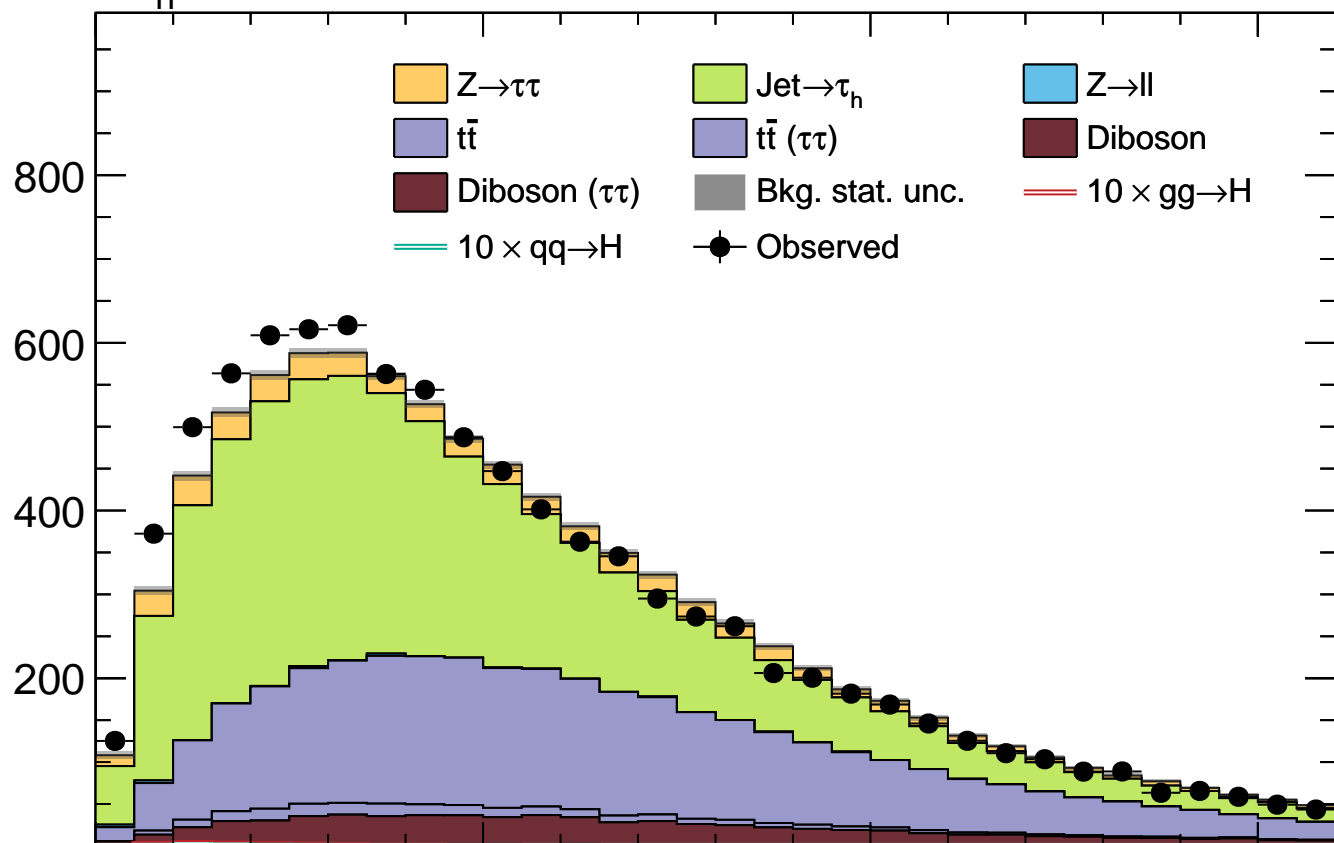 Z→ττ Jet→τh Z→ll
tt̄ tt̄ (ττ) Diboson
Diboson (ττ) Bkg. stat. unc. 10 × gg→H
10 × qq→H Observed
800
600
400
200